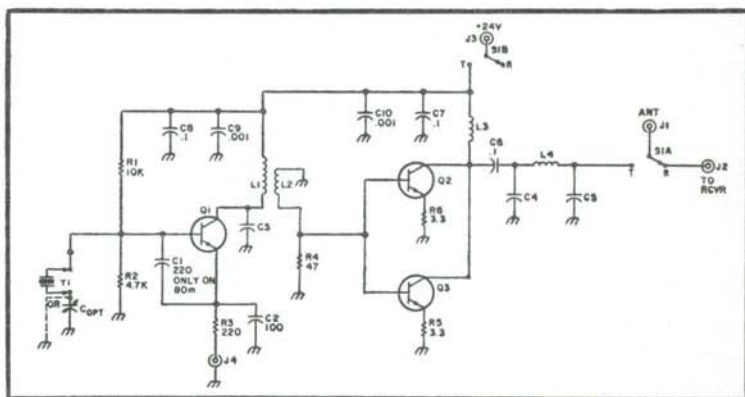 +24V
J3
S1B
T
R
C8
.1
C9
.001
C10
.001
C7
.1
L3
ANT
J1
S1A
T
R
J2
TO
RCVR
R1
10K
L1
L2
C6
.1
L4
C4
C5
Q1
C3
Q2
R6
3.3
Y1
OR
COPT
R2
4.7K
C1
220
ONLY ON
80m
R4
47
Q3
R5
3.3
R3
220
C2
100
J4